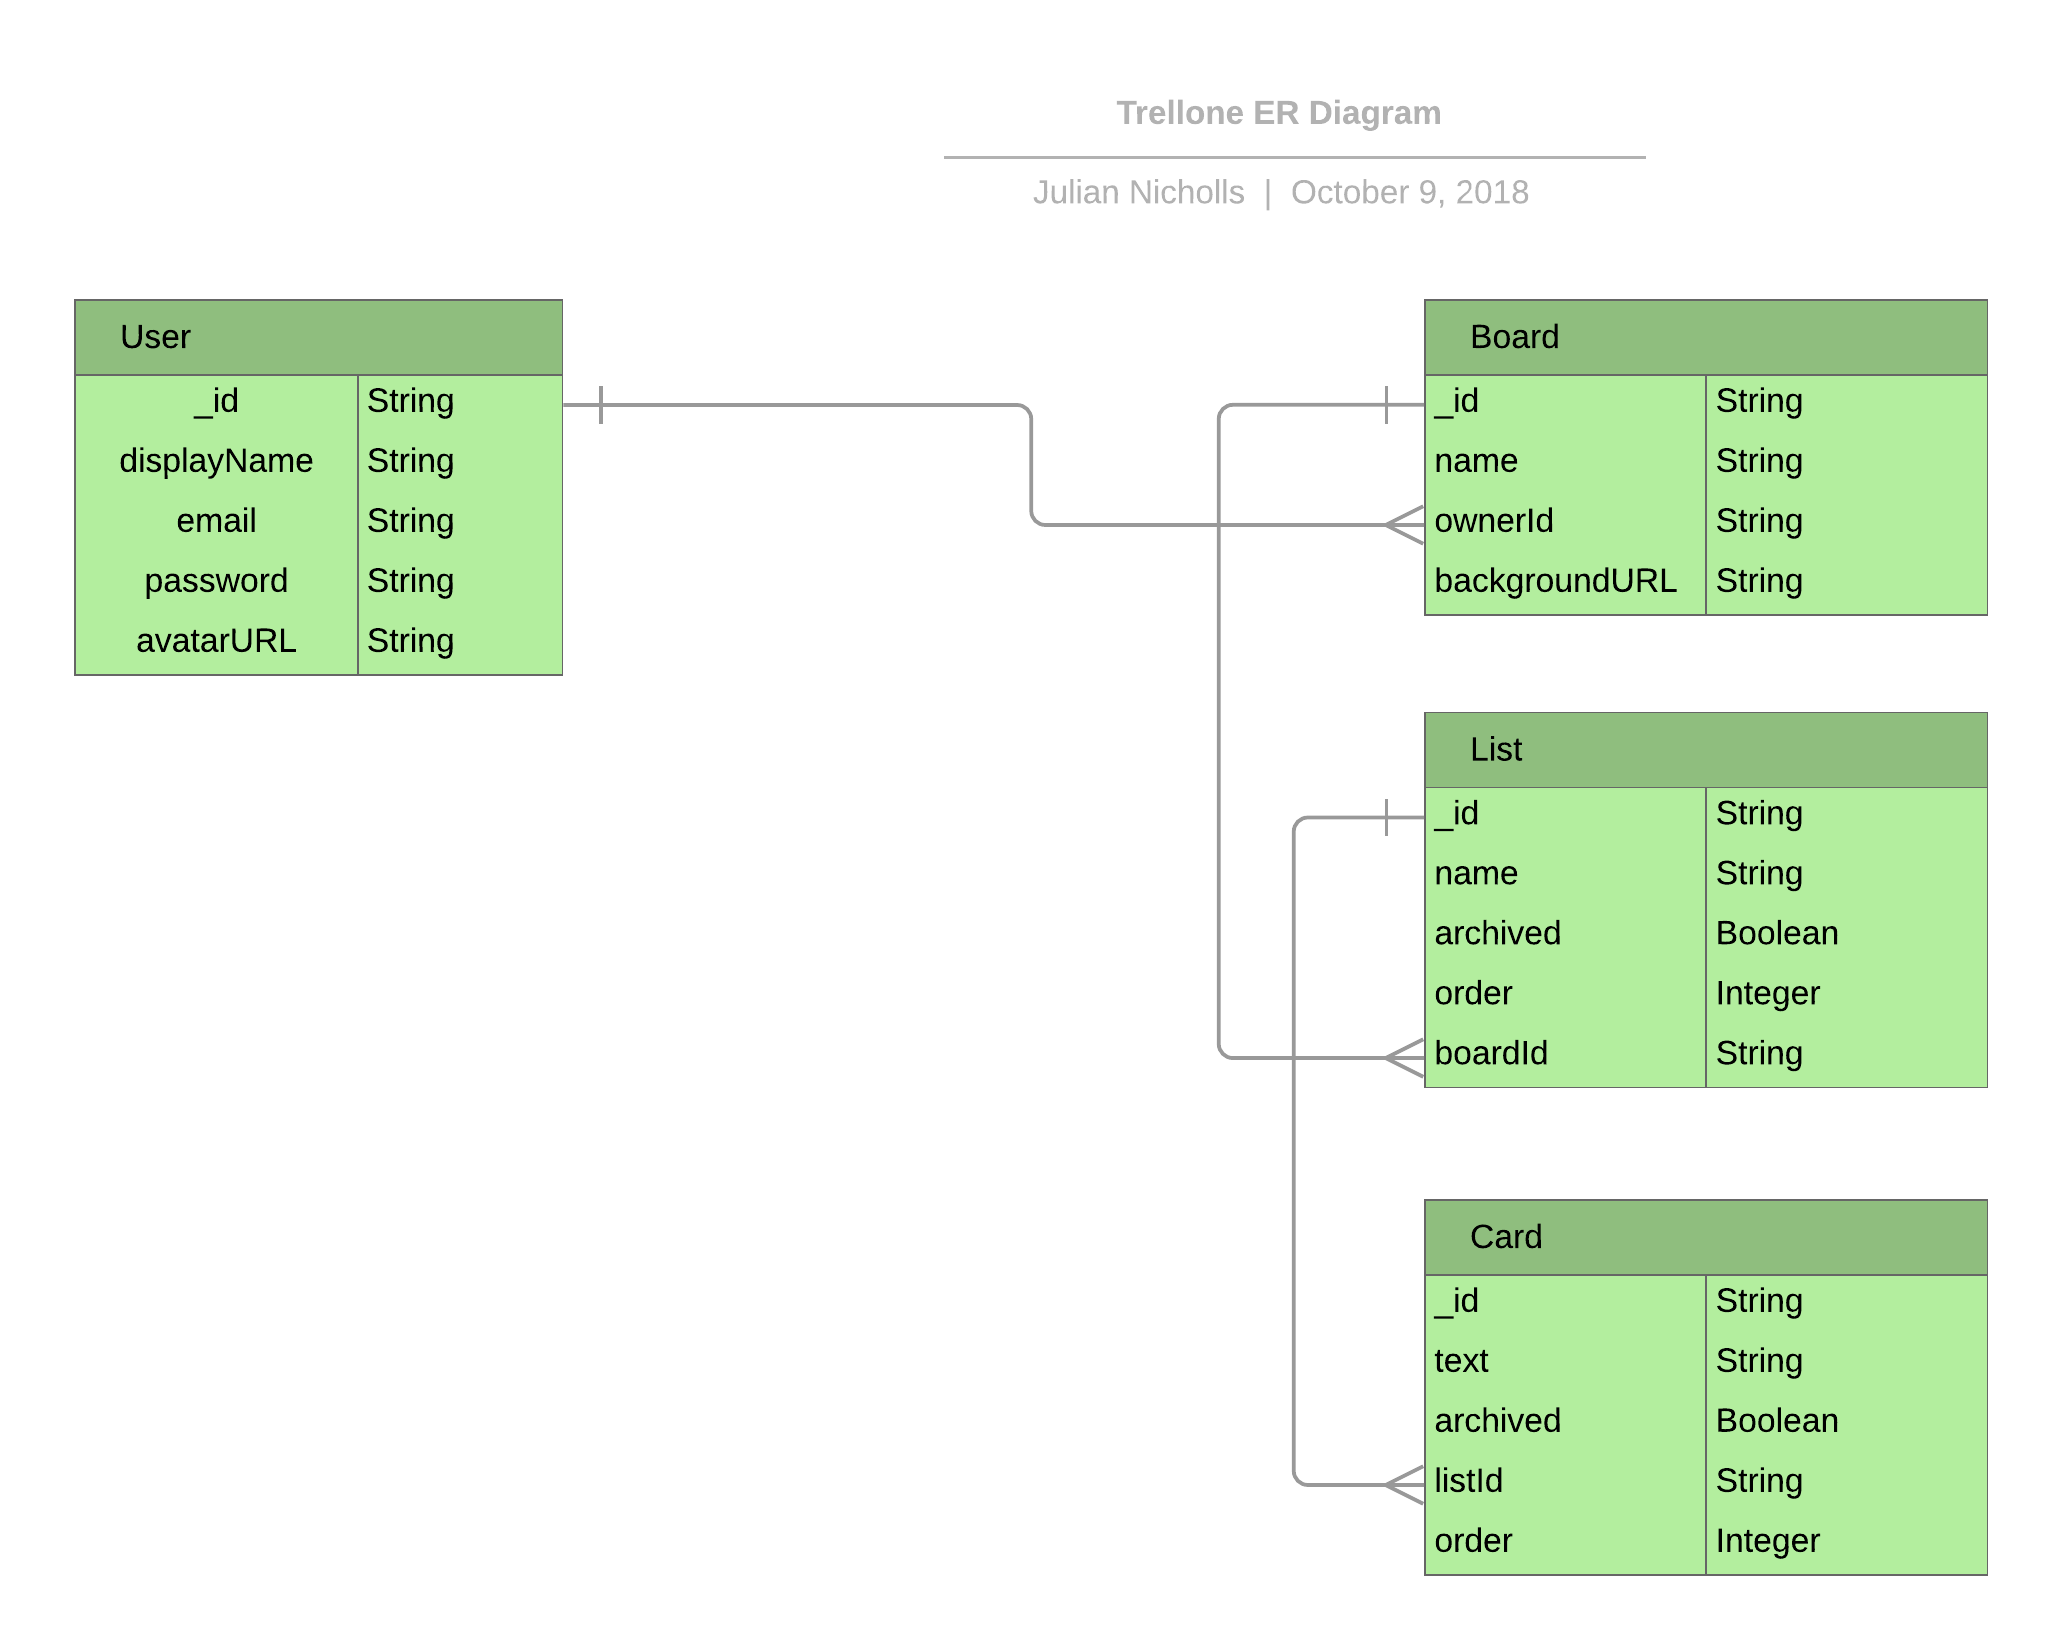 Trellone ER Diagram
Julian Nicholls | October 9, 2018
User
_id String
displayName String
email String
password String
avatarURL String
Board
_id String
name String
ownerId String
backgroundURL String
List
_id String
name String
archived Boolean
order Integer
boardId String
Card
_id String
text String
archived Boolean
listId String
order Integer